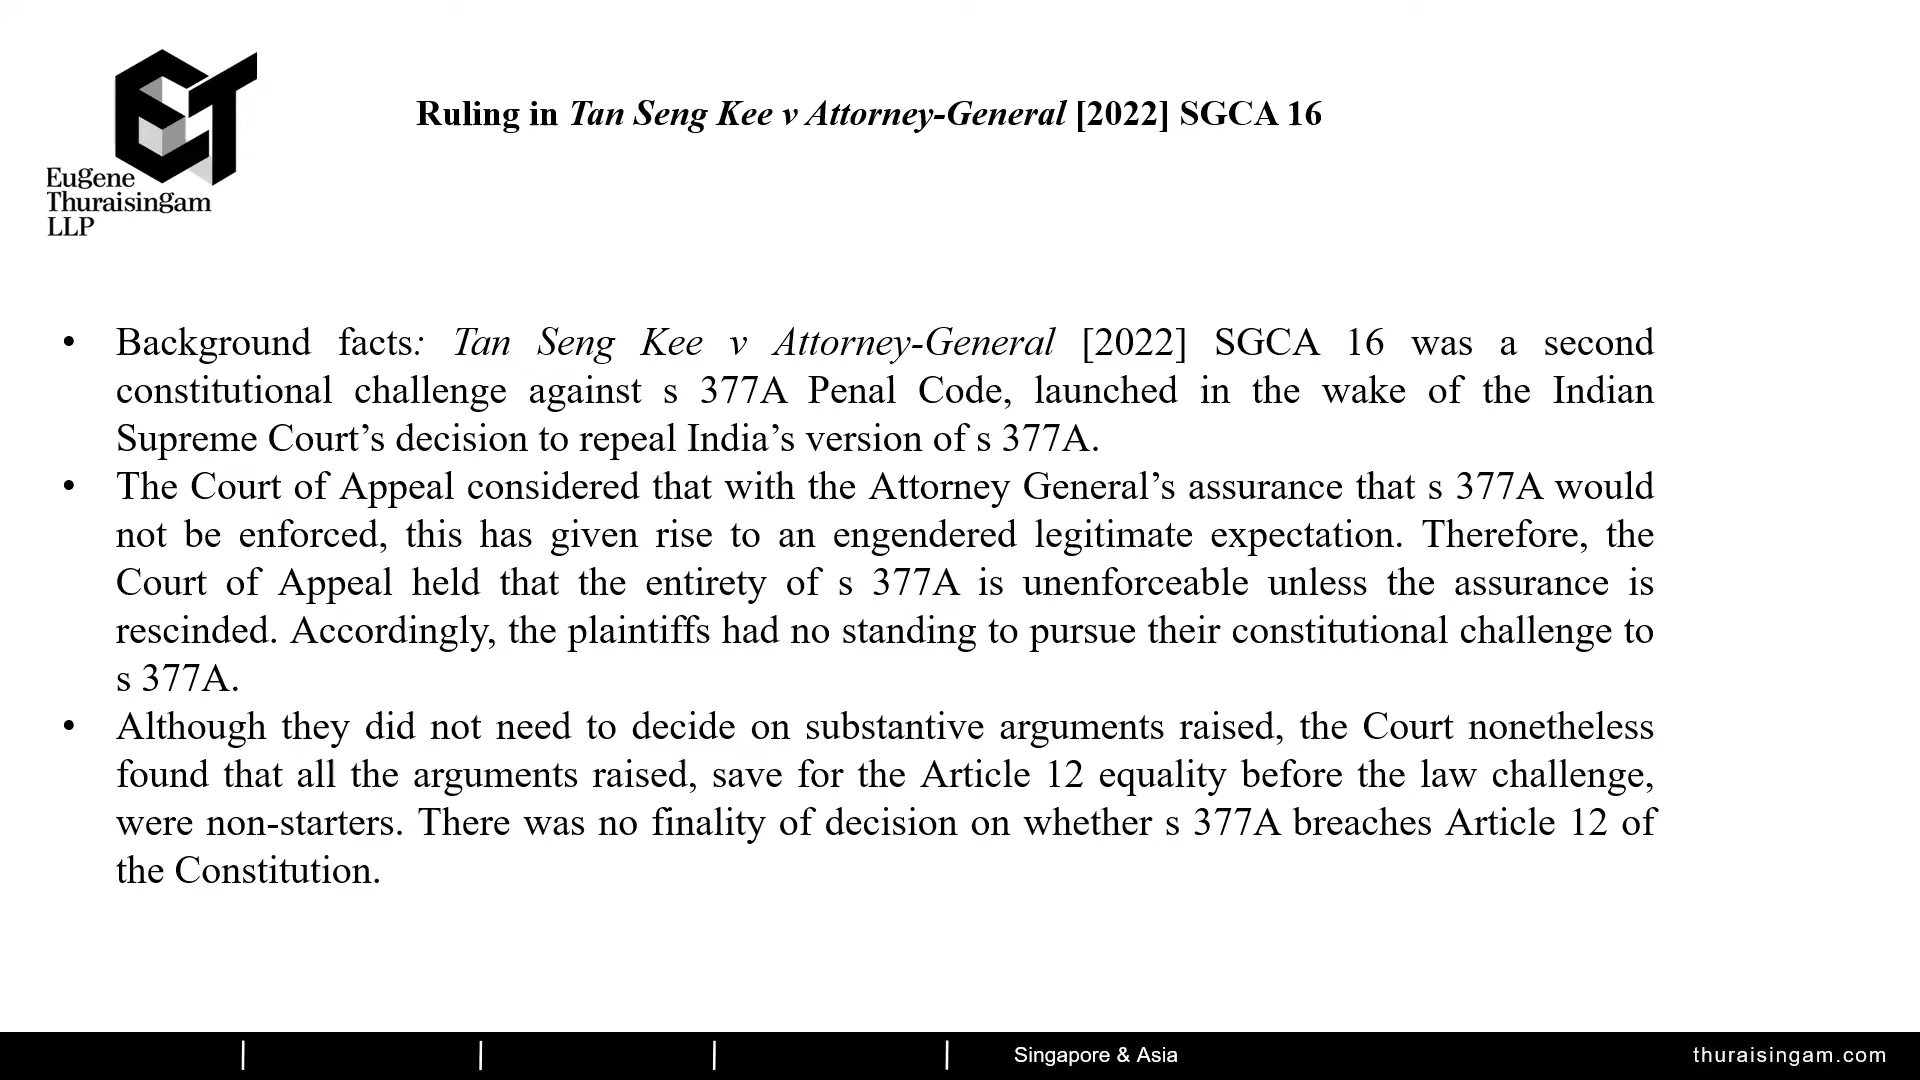 ET
Eugene
Thuraisingam
LLP
Ruling in Tan Seng Kee v Attorney-General [2022] SGCA 16
• Background facts: Tan Seng Kee v Attorney-General [2022] SGCA 16 was a second
constitutional challenge against s 377A Penal Code, launched in the wake of the Indian
Supreme Court’s decision to repeal India’s version of s 377A.
• The Court of Appeal considered that with the Attorney General’s assurance that s 377A would
not be enforced, this has given rise to an engendered legitimate expectation. Therefore, the
Court of Appeal held that the entirety of s 377A is unenforceable unless the assurance is
rescinded. Accordingly, the plaintiffs had no standing to pursue their constitutional challenge to
s 377A.
• Although they did not need to decide on substantive arguments raised, the Court nonetheless
found that all the arguments raised, save for the Article 12 equality before the law challenge,
were non-starters. There was no finality of decision on whether s 377A breaches Article 12 of
the Constitution.
Singapore & Asia
thuraisingam.com